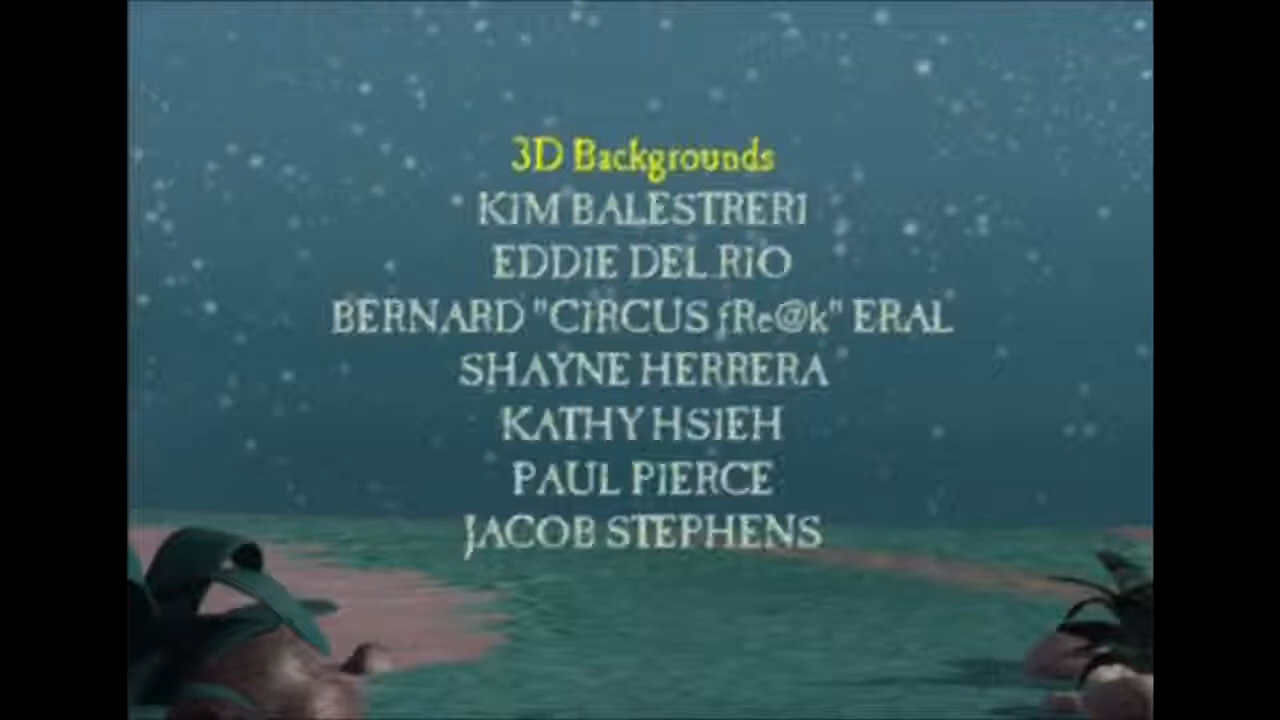 3D Backgrounds
KIM BALESTRERI
EDDIE DEL RIO
BERNARD "CIRCUS fRe@k" ERAL
SHAYNE HERRERA
KATHY HSIEH
PAUL PIERCE
JACOB STEPHENS